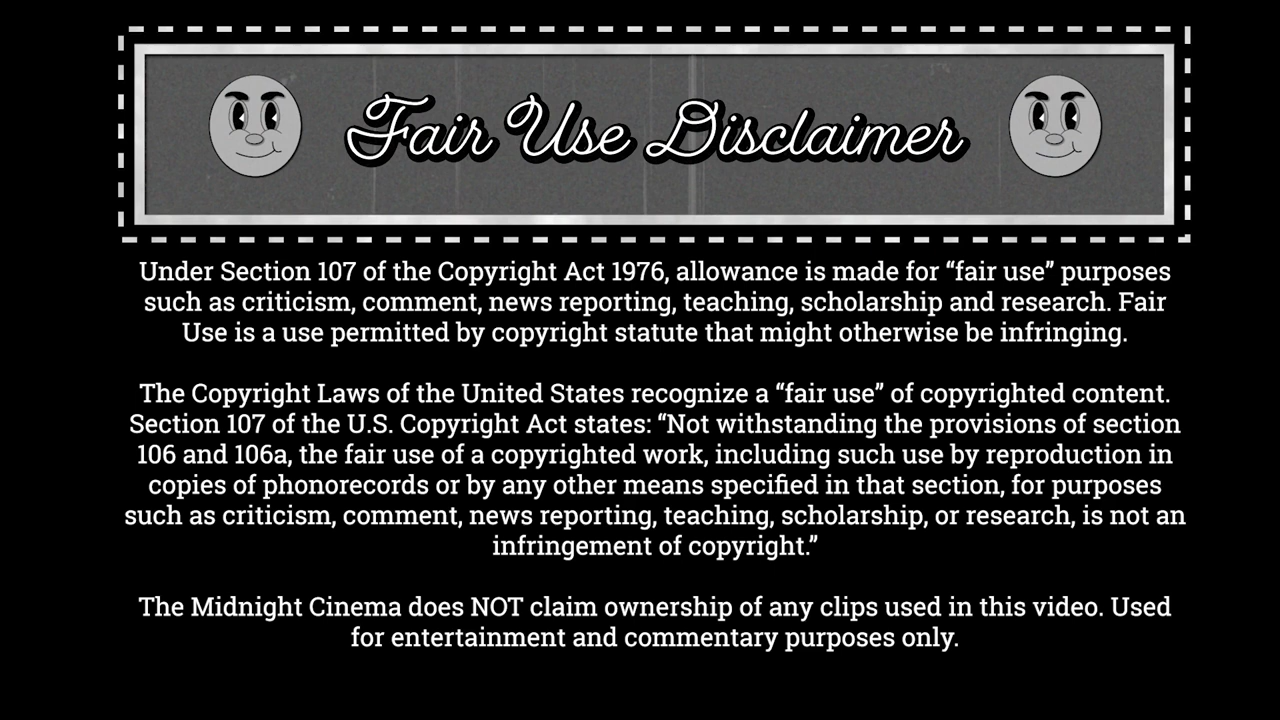 Fair Use Disclaimer
Under Section 107 of the Copyright Act 1976, allowance is made for “fair use” purposes
such as criticism, comment, news reporting, teaching, scholarship and research. Fair
Use is a use permitted by copyright statute that might otherwise be infringing.
The Copyright Laws of the United States recognize a “fair use” of copyrighted content.
Section 107 of the U.S. Copyright Act states: “Not withstanding the provisions of section
106 and 106a, the fair use of a copyrighted work, including such use by reproduction in
copies of phonorecords or by any other means specified in that section, for purposes
such as criticism, comment, news reporting, teaching, scholarship, or research, is not an
infringement of copyright.”
The Midnight Cinema does NOT claim ownership of any clips used in this video. Used
for entertainment and commentary purposes only.